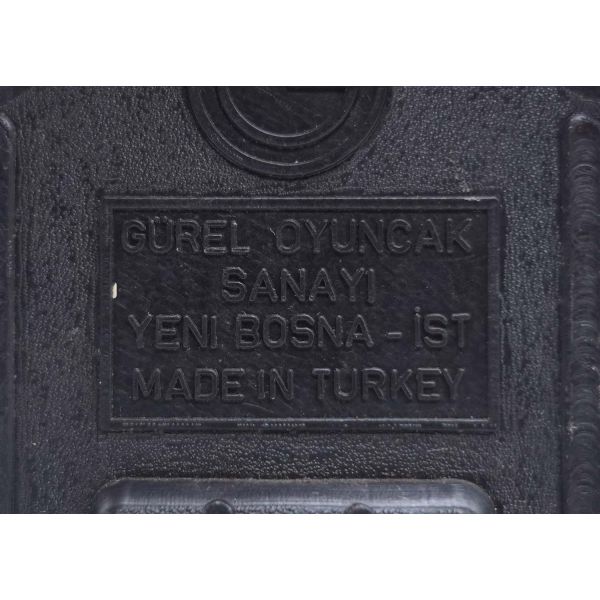 GÜREL OYUNCAK
SANAYI
YENI BOSNA - İST
MADE IN TURKEY